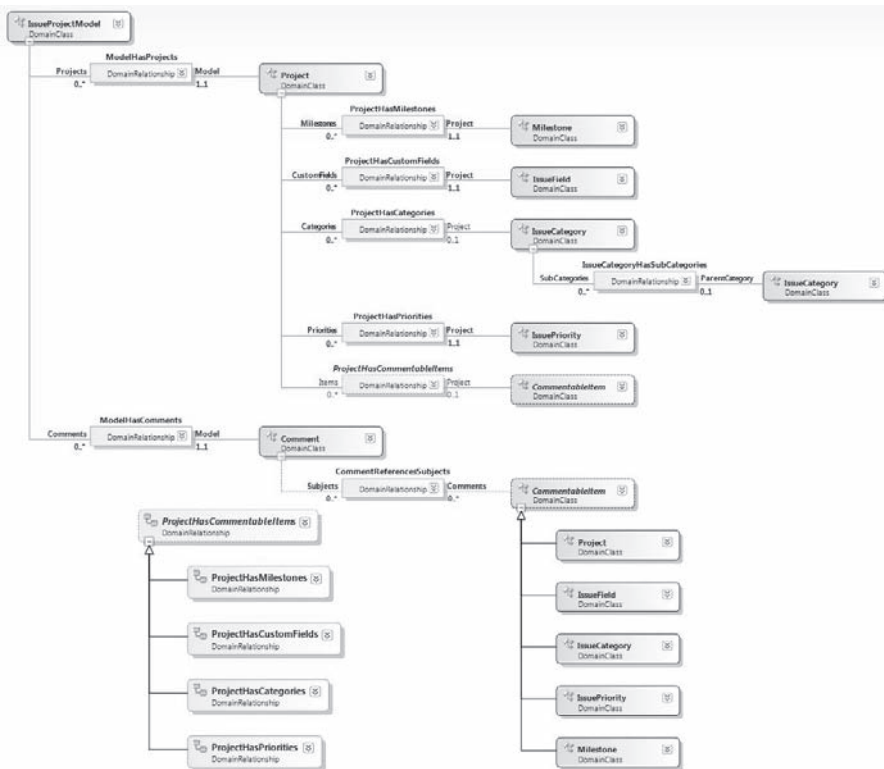 IssueProjectModel
DomainClass
ModelHasProjects
Projects DomainRelationship Model
0..* 1..1
Project
DomainClass
ProjectHasMilestones
Milestones DomainRelationship Project
0..* 1..1
Milestone
DomainClass
ProjectHasCustomFields
CustomFields DomainRelationship Project
0..* 1..1
IssueField
DomainClass
ProjectHasCategories
Categories DomainRelationship Project
0..* 0..1
IssueCategory
DomainClass
IssueCategoryHasSubCategories
SubCategories DomainRelationship ParentCategory
0..* 0..1
IssueCategory
DomainClass
ProjectHasPriorities
Priorities DomainRelationship Project
0..* 1..1
IssuePriority
DomainClass
ProjectHasCommentableItems
Items DomainRelationship Project
0..* 0..1
CommentableItem
DomainClass
ModelHasComments
Comments DomainRelationship Model
0..* 1..1
Comment
DomainClass
CommentReferencesSubjects
Subjects DomainRelationship Comments
0..* 0..*
CommentableItem
DomainClass
ProjectHasCommentableItems
DomainRelationship
ProjectHasMilestones
DomainRelationship
ProjectHasCustomFields
DomainRelationship
ProjectHasCategories
DomainRelationship
ProjectHasPriorities
DomainRelationship
Project
DomainClass
IssueField
DomainClass
IssueCategory
DomainClass
IssuePriority
DomainClass
Milestone
DomainClass